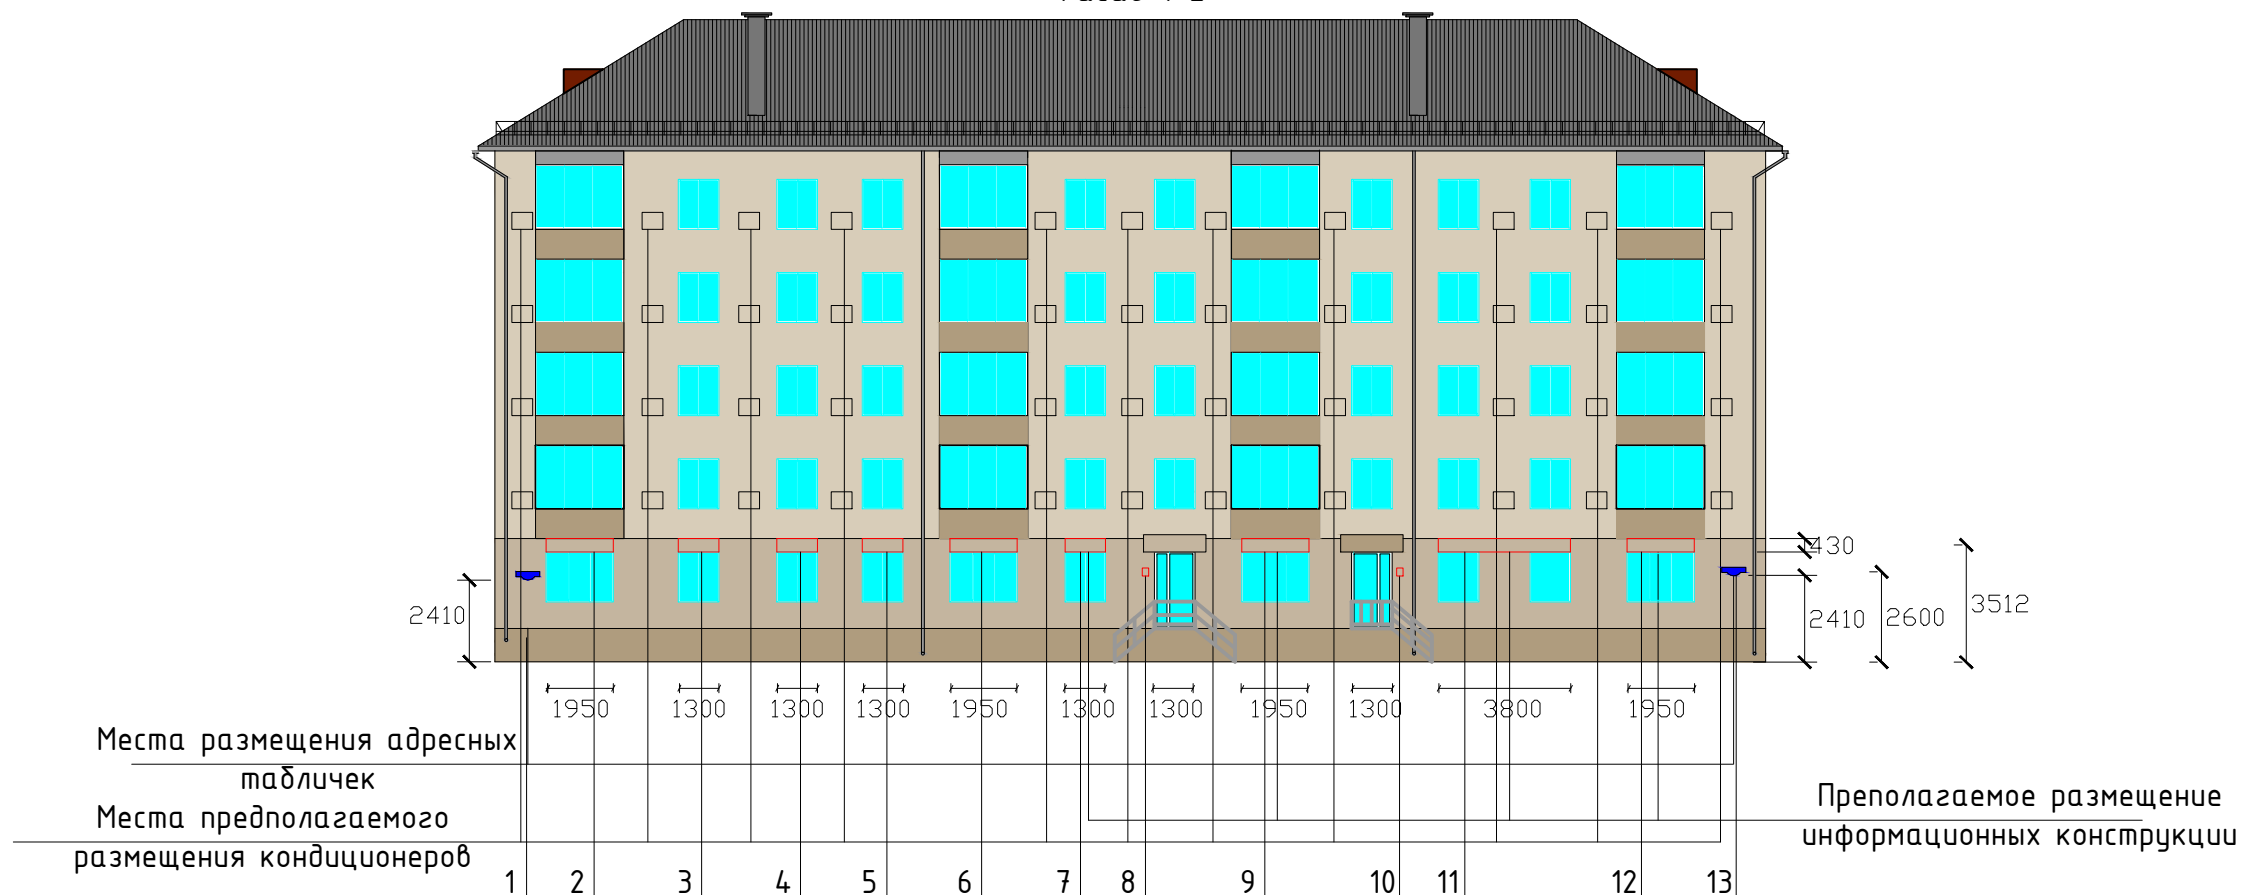 430
2410
2410
2600
3512
1950
1300
1300
1300
1950
1300
1300
1950
1300
3800
1950
Места размещения адресных
табличек
Места предполагаемого
размещения кондиционеров
Преполагаемое размещение
информационных конструкции
1 2 3 4 5 6 7 8 9 10 11 12 13